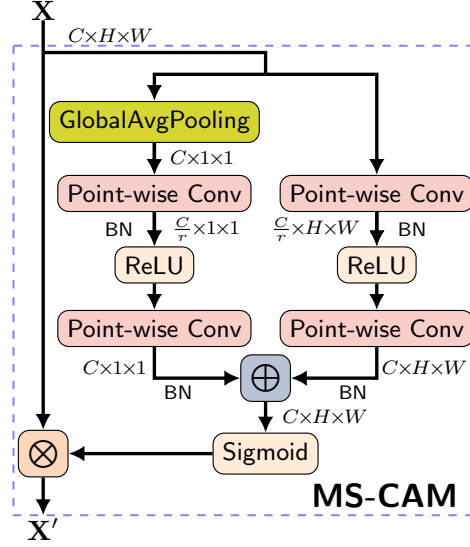 X
C×H×W
GlobalAvgPooling
C×1×1
Point-wise Conv Point-wise Conv
BN C/r×1×1 C/r×H×W BN
ReLU ReLU
Point-wise Conv Point-wise Conv
C×1×1 ⊕ C×H×W
BN BN
C×H×W
⊗ Sigmoid
MS-CAM
X′